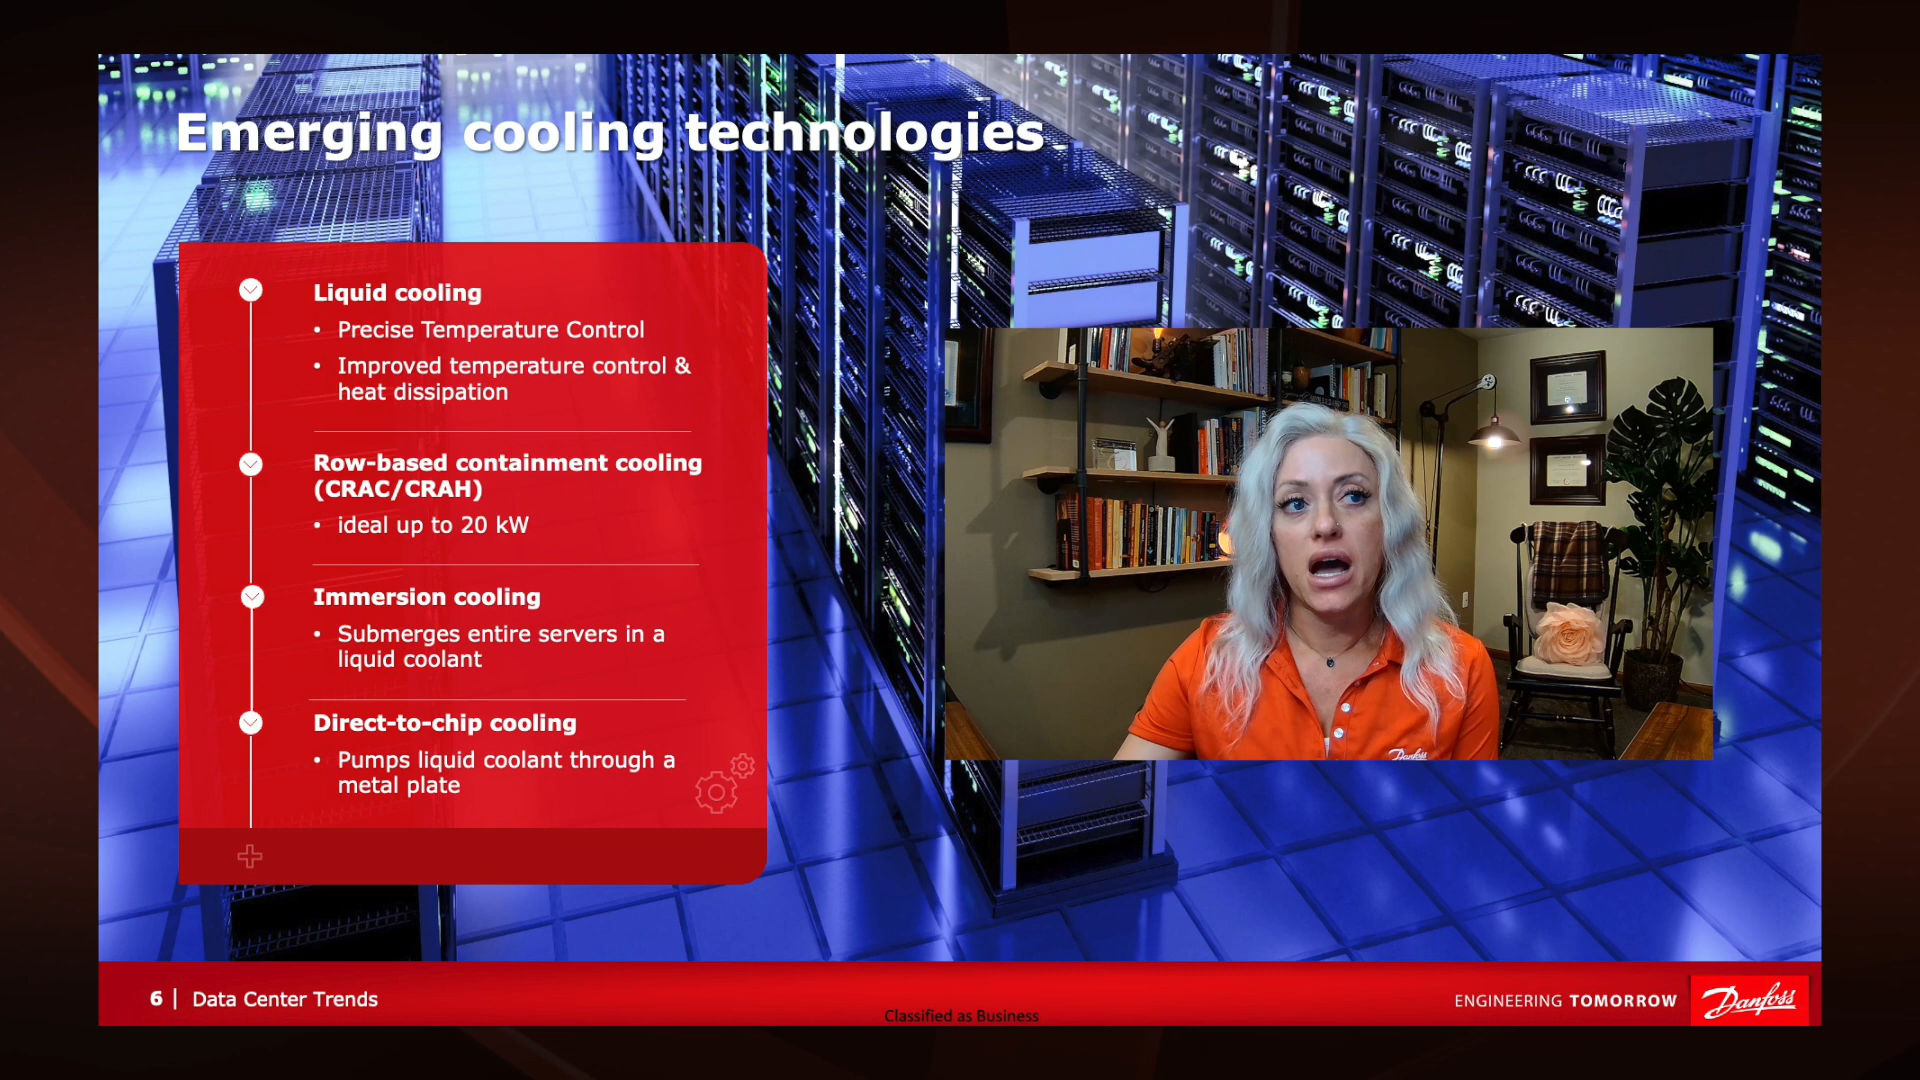 Emerging cooling technologies
Liquid cooling
• Precise Temperature Control
• Improved temperature control &
heat dissipation
Row-based containment cooling
(CRAC/CRAH)
• ideal up to 20 kW
Immersion cooling
• Submerges entire servers in a
liquid coolant
Direct-to-chip cooling
• Pumps liquid coolant through a
metal plate
Danfoss
6 | Data Center Trends
Classified as Business
ENGINEERING TOMORROW
Danfoss